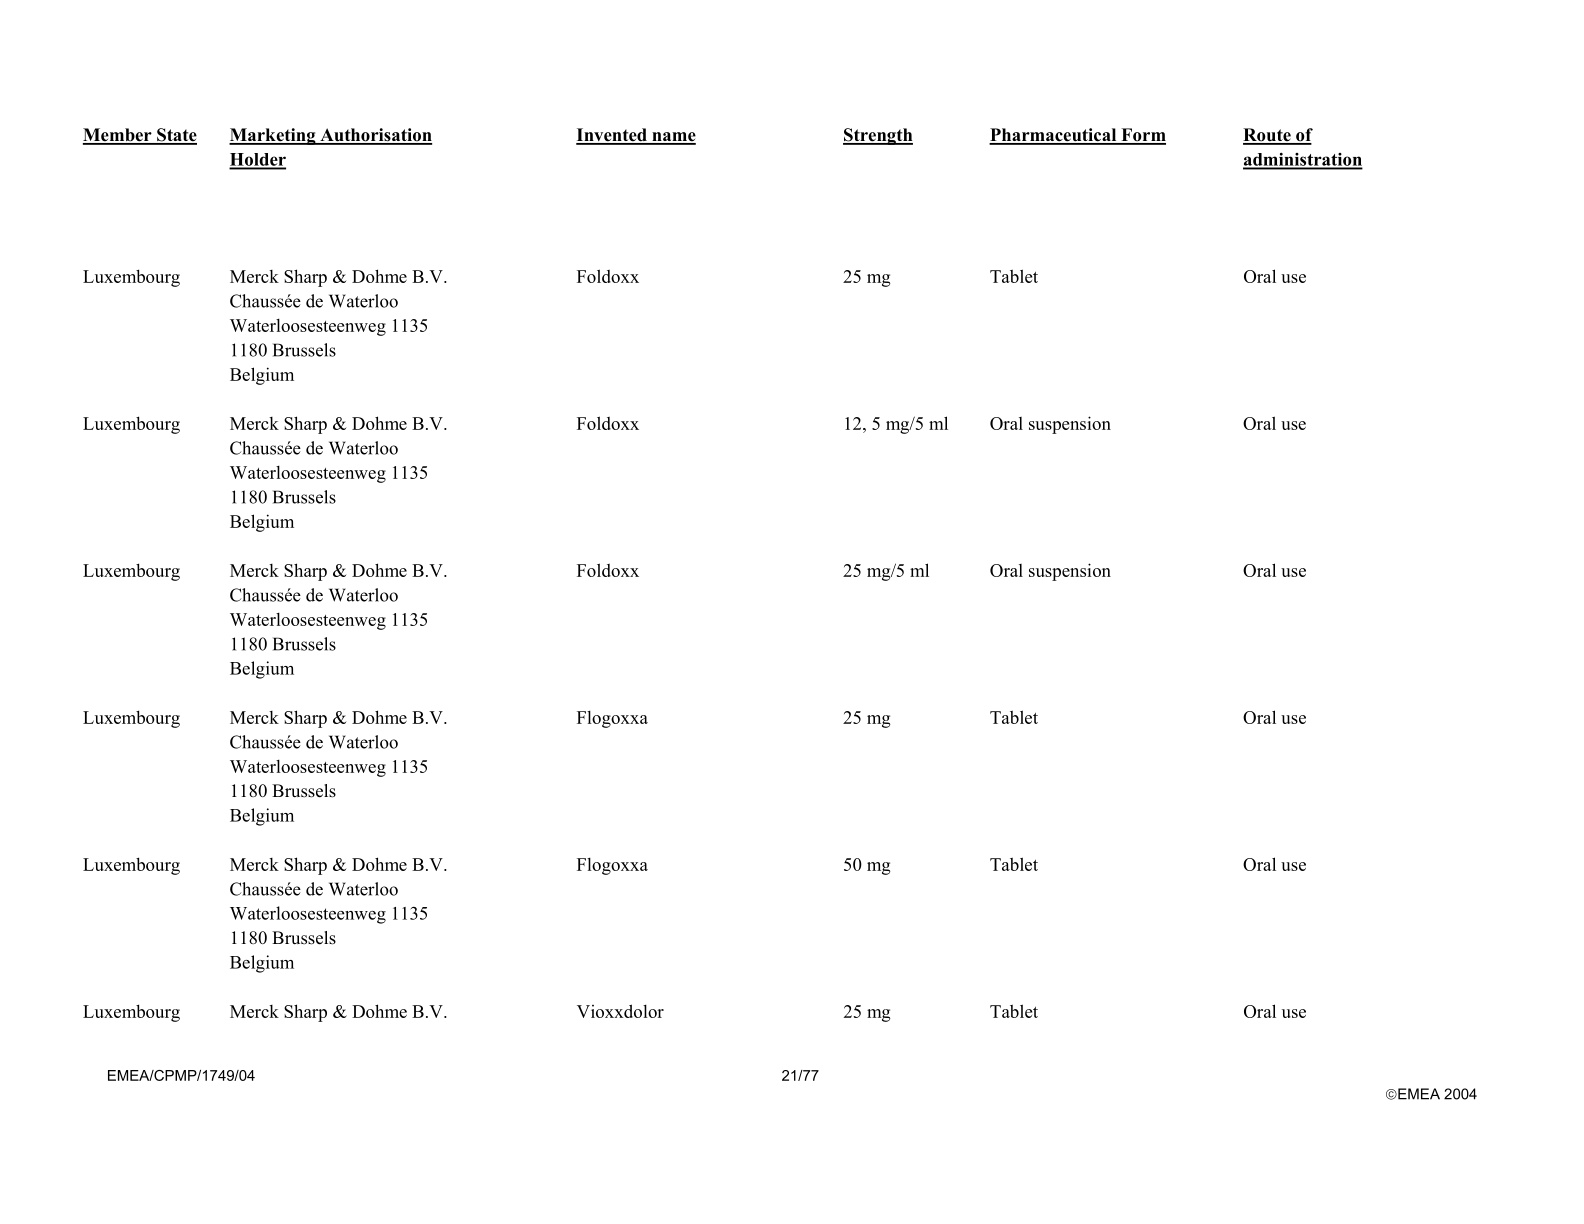 Member State Marketing Authorisation Invented name Strength Pharmaceutical Form Route of
Holder administration
Luxembourg Merck Sharp & Dohme B.V. Foldoxx 25 mg Tablet Oral use
Chaussée de Waterloo
Waterloosesteenweg 1135
1180 Brussels
Belgium
Luxembourg Merck Sharp & Dohme B.V. Foldoxx 12, 5 mg/5 ml Oral suspension Oral use
Chaussée de Waterloo
Waterloosesteenweg 1135
1180 Brussels
Belgium
Luxembourg Merck Sharp & Dohme B.V. Foldoxx 25 mg/5 ml Oral suspension Oral use
Chaussée de Waterloo
Waterloosesteenweg 1135
1180 Brussels
Belgium
Luxembourg Merck Sharp & Dohme B.V. Flogoxxa 25 mg Tablet Oral use
Chaussée de Waterloo
Waterloosesteenweg 1135
1180 Brussels
Belgium
Luxembourg Merck Sharp & Dohme B.V. Flogoxxa 50 mg Tablet Oral use
Chaussée de Waterloo
Waterloosesteenweg 1135
1180 Brussels
Belgium
Luxembourg Merck Sharp & Dohme B.V. Vioxxdolor 25 mg Tablet Oral use
EMEA/CPMP/1749/04 21/77
©EMEA 2004